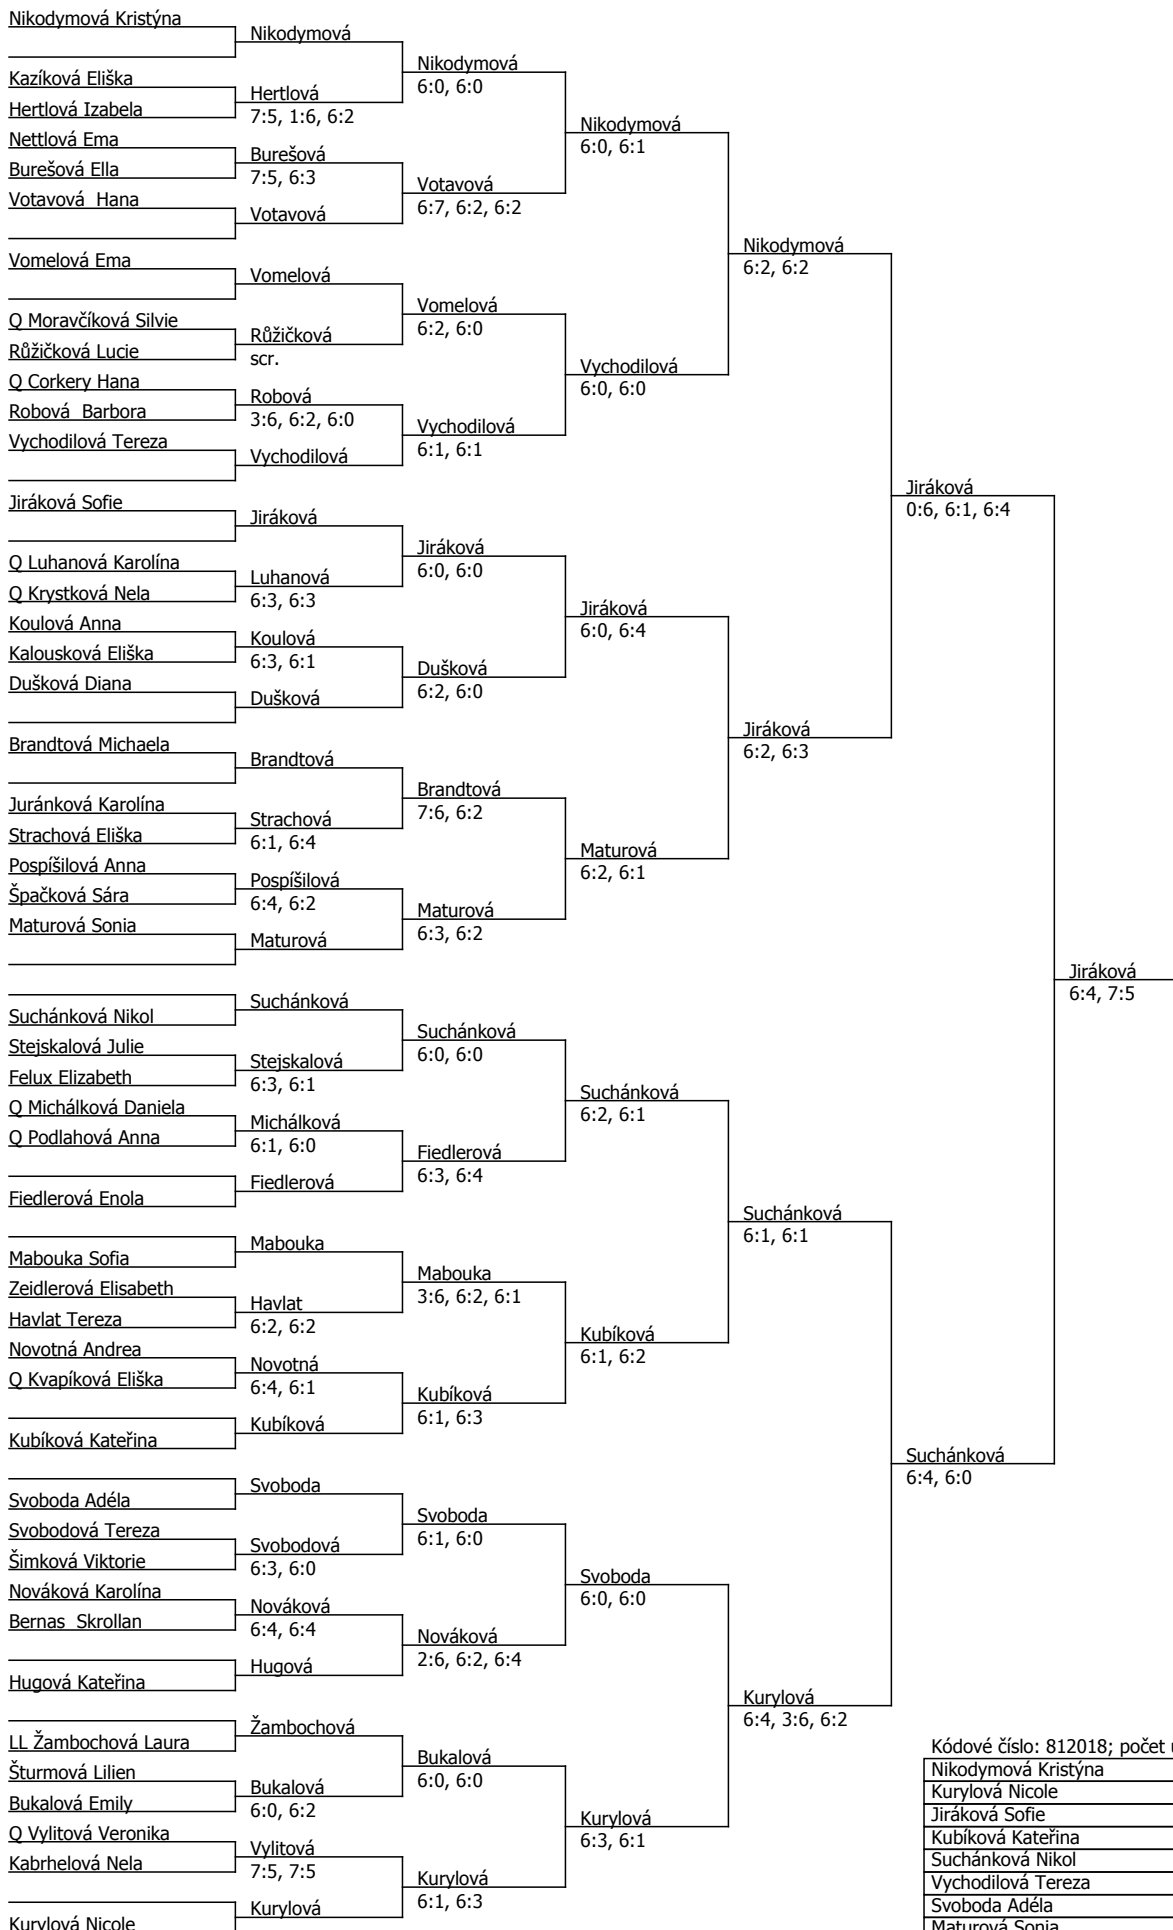 Nikodymová Kristýna
Kazíková Eliška
Hertlová Izabela
Nettlová Ema
Burešová Ella
Votavová  Hana
Vomelová Ema
Q Moravčíková Silvie
Růžičková Lucie
Q Corkery Hana
Robová  Barbora
Vychodilová Tereza
Jiráková Sofie
Q Luhanová Karolína
Q Krystková Nela
Koulová Anna
Kalousková Eliška
Dušková Diana
Brandtová Michaela
Juránková Karolína
Strachová Eliška
Pospíšilová Anna
Špačková Sára
Maturová Sonia
Suchánková Nikol
Stejskalová Julie
Felux Elizabeth
Q Michálková Daniela
Q Podlahová Anna
Fiedlerová Enola
Mabouka Sofia
Zeidlerová Elisabeth
Havlat Tereza
Novotná Andrea
Q Kvapíková Eliška
Kubíková Kateřina
Svoboda Adéla
Svobodová Tereza
Šimková Viktorie
Nováková Karolína
Bernas  Skrollan
Hugová Kateřina
LL Žambochová Laura
Šturmová Lilien
Bukalová Emily
Q Vylitová Veronika
Kabrhelová Nela
Kurylová Nicole
Nikodymová
Hertlová
7:5, 1:6, 6:2
Burešová
7:5, 6:3
Votavová
Vomelová
Růžičková
scr.
Robová
3:6, 6:2, 6:0
Vychodilová
Jiráková
Luhanová
6:3, 6:3
Koulová
6:3, 6:1
Dušková
Brandtová
Strachová
6:1, 6:4
Pospíšilová
6:4, 6:2
Maturová
Suchánková
Stejskalová
6:3, 6:1
Michálková
6:1, 6:0
Fiedlerová
Mabouka
Havlat
6:2, 6:2
Novotná
6:4, 6:1
Kubíková
Svoboda
Svobodová
6:3, 6:0
Nováková
6:4, 6:4
Hugová
Žambochová
Bukalová
6:0, 6:2
Vylitová
7:5, 7:5
Kurylová
Nikodymová
6:0, 6:0
Votavová
6:7, 6:2, 6:2
Vomelová
6:2, 6:0
Vychodilová
6:1, 6:1
Jiráková
6:0, 6:0
Dušková
6:2, 6:0
Brandtová
7:6, 6:2
Maturová
6:3, 6:2
Suchánková
6:0, 6:0
Fiedlerová
6:3, 6:4
Mabouka
3:6, 6:2, 6:1
Kubíková
6:1, 6:3
Svoboda
6:1, 6:0
Nováková
2:6, 6:2, 6:4
Bukalová
6:0, 6:0
Kurylová
6:1, 6:3
Nikodymová
6:0, 6:1
Vychodilová
6:0, 6:0
Jiráková
6:0, 6:4
Maturová
6:2, 6:1
Suchánková
6:2, 6:1
Kubíková
6:1, 6:2
Svoboda
6:0, 6:0
Kurylová
6:3, 6:1
Nikodymová
6:2, 6:2
Jiráková
6:2, 6:3
Suchánková
6:1, 6:1
Kurylová
6:4, 3:6, 6:2
Jiráková
0:6, 6:1, 6:4
Suchánková
6:4, 6:0
Jiráková
6:4, 7:5
Kódové číslo: 812018; počet
Nikodymová Kristýna
Kurylová Nicole
Jiráková Sofie
Kubíková Kateřina
Suchánková Nikol
Vychodilová Tereza
Svoboda Adéla
Maturová Sonia